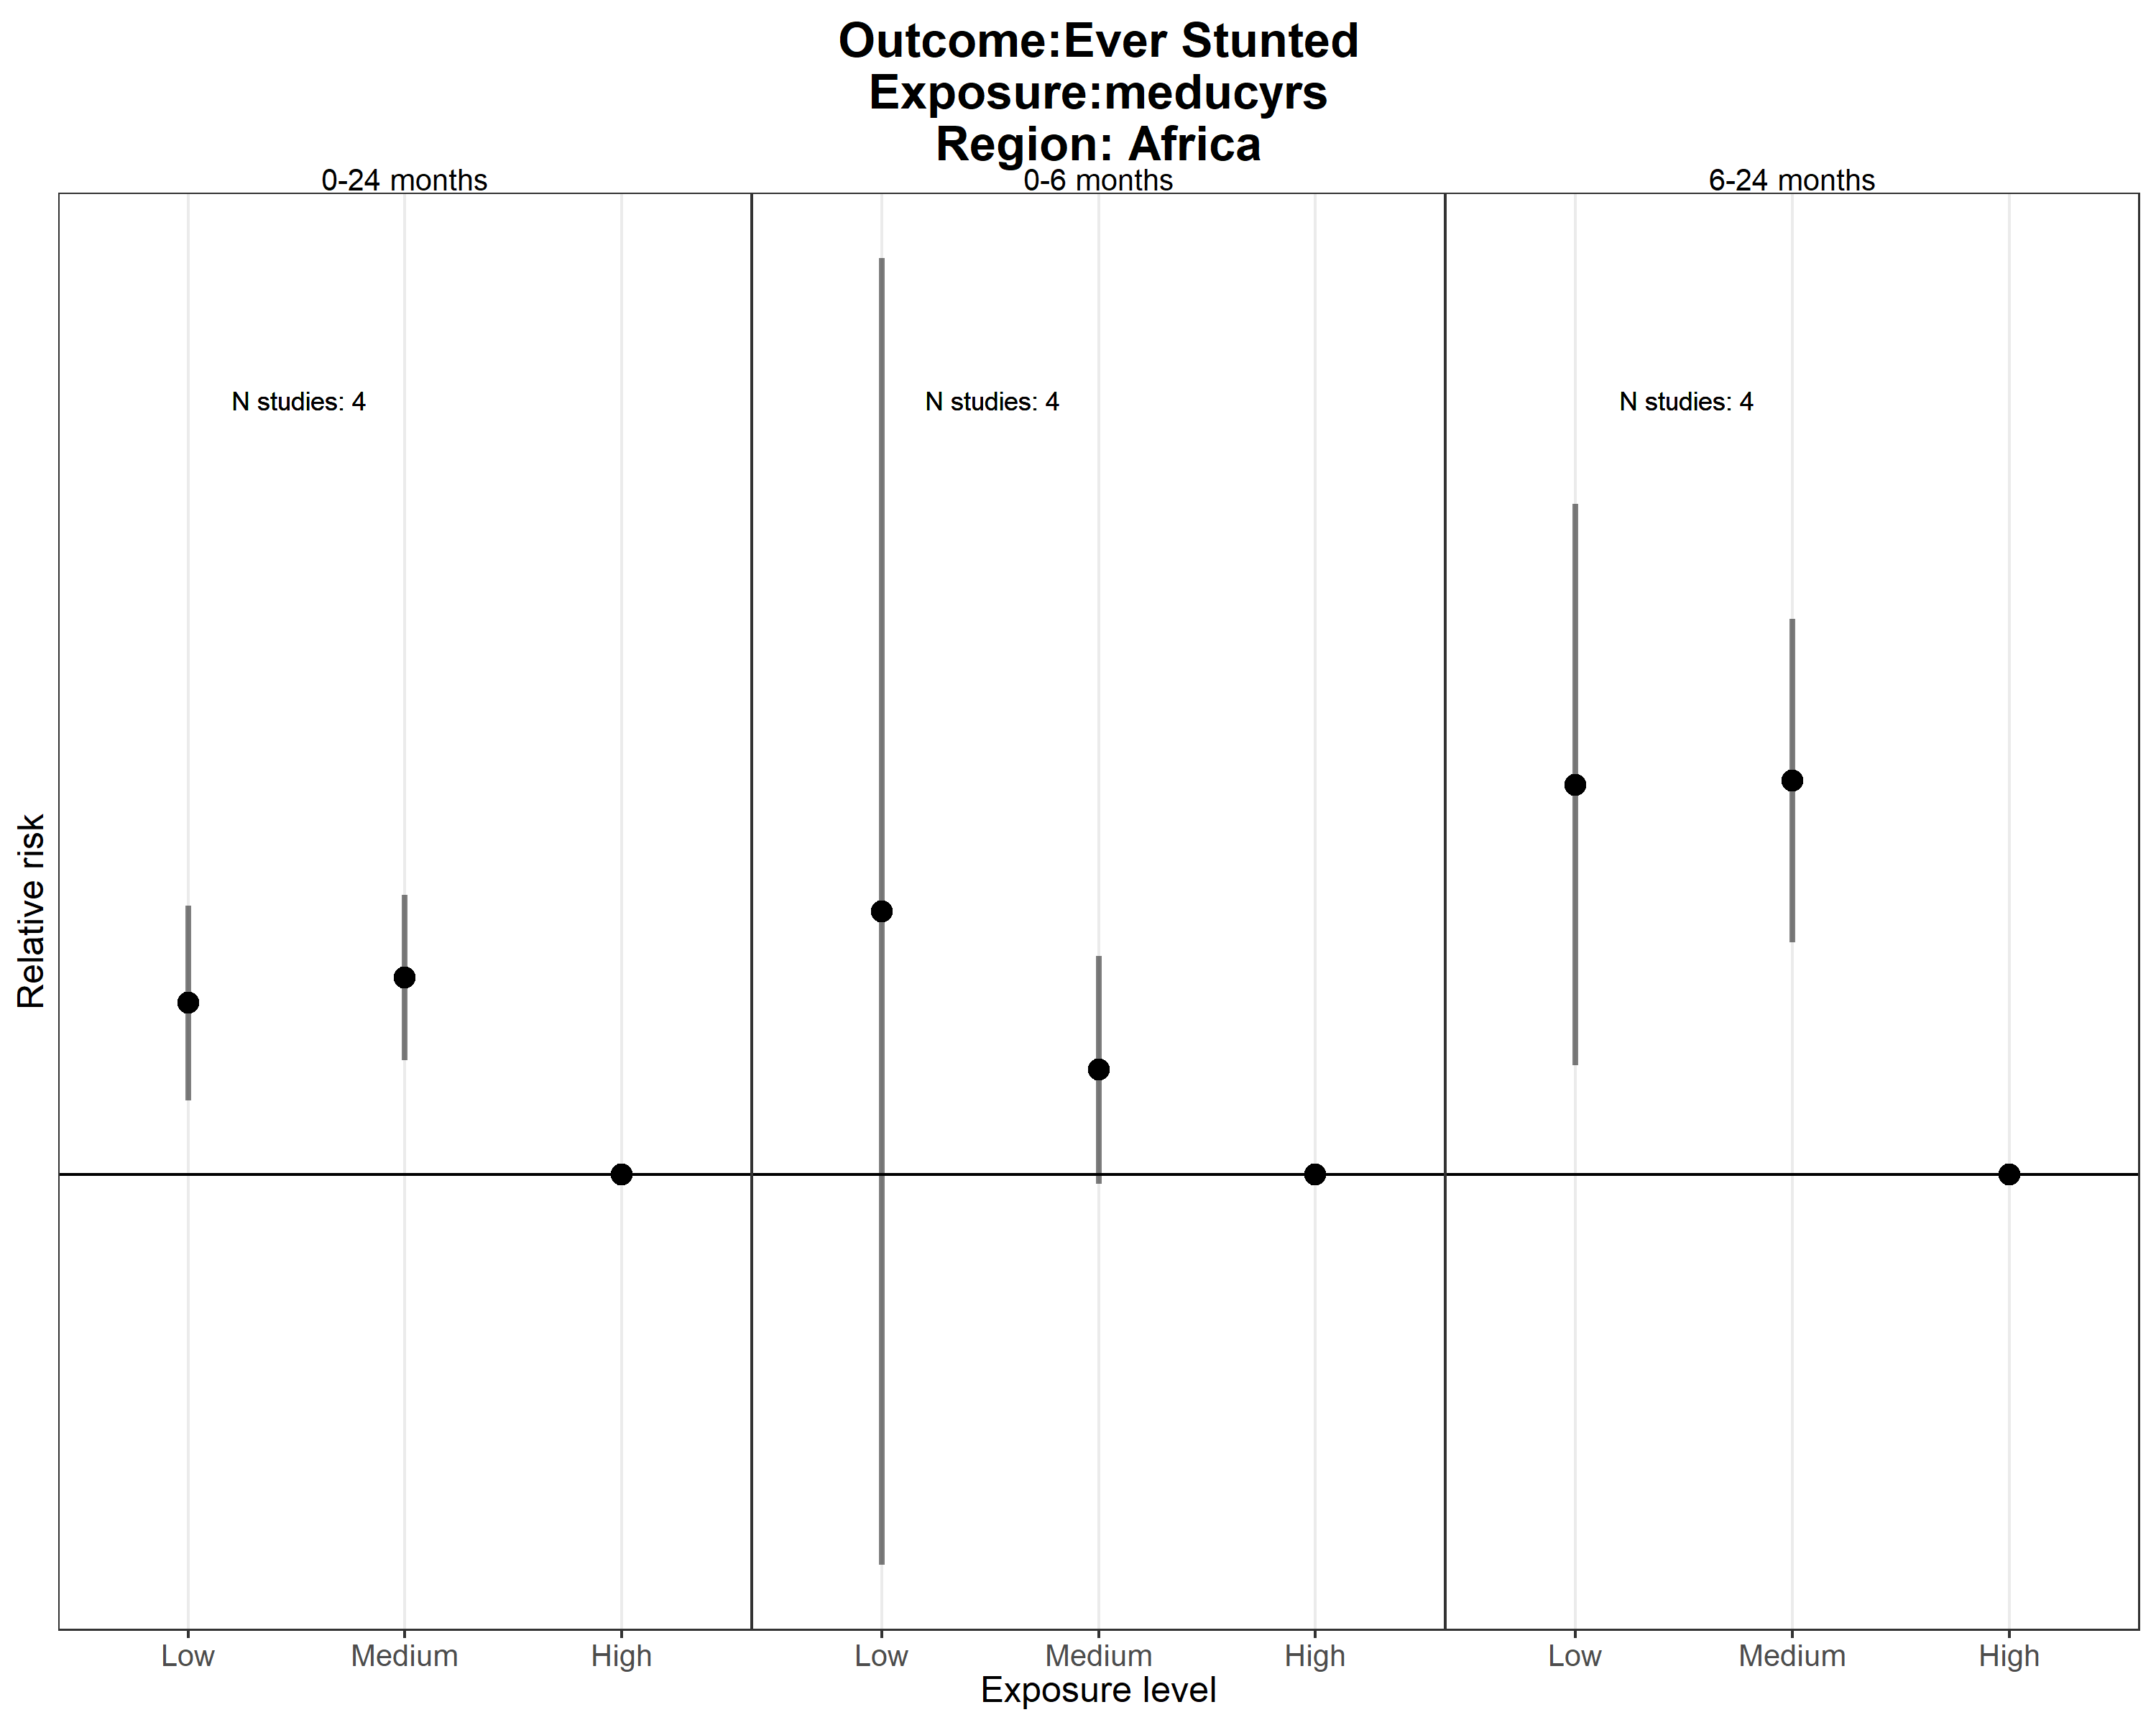 Outcome:Ever Stunted
Exposure:meducyrs
Region: Africa
0-24 months
0-6 months
6-24 months
N studies: 4
N studies: 4
N studies: 4
Relative risk
Low
Medium
High
Low
Medium
High
Low
Medium
High
Exposure level